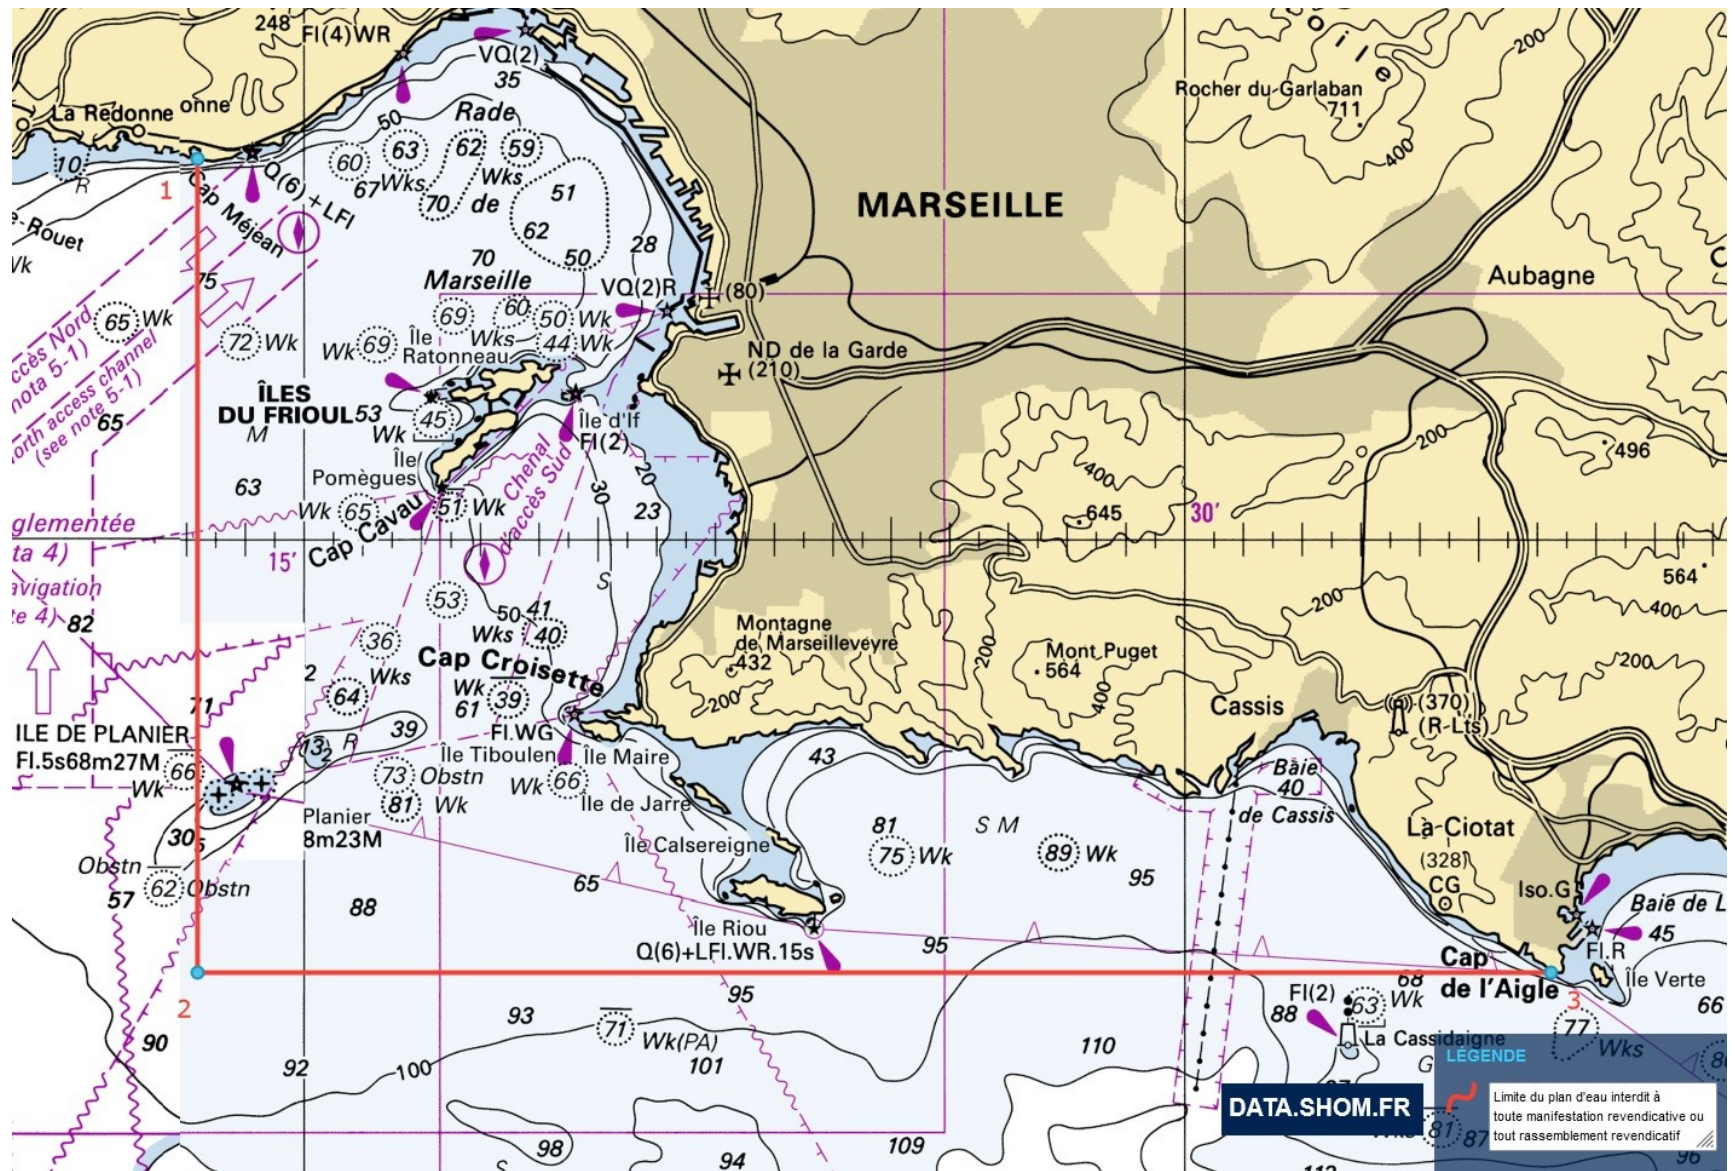 248
FI(4)WR
VQ(2)
35
Rade
La Redonne
onne
50
10
R
60
63
62
59
67
Wks
Wks
70
de
51
62
50
28
70
Q(6)+LFl
Cap Méjean
1
e-Rouet
75
Marseille
VQ(2)R
(80)
MARSEILLE
Rocher du Garlaban
711
200
400
oile
Aubagne
65 Wk
72 Wk
Wk 69
69
60
Wks
50 Wk
44 Wk
Île
Ratonneau
ND de la Garde
(210)
ccès Nord
nota 5-1)
orth access channel
(see note 5-1)
65
ÎLES
DU FRIOUL
53
45
Wk
M
Île d'If
Fl(2)
Île
Pomègues
63
Wk 65
51 Wk
Chenal
d'accès Sud
20
30
23
Cap Cavau
400
645
200
496
30'
glementée
ta 4)
avigation
te 4)
15'
82
53
50
41
S
Wks
40
36
Wks
Cap Croisette
64
Wk
61
39
2
71
39
R
Montagne
de Marseilleveyre
432
200
200
Mont Puget
564
400
Cassis
200
564
400
200
(370)
(R-Lts)
ILE DE PLANIER
Fl.5s68m27M
66
Wk
13
2
Fl.WG
Île Tiboulen
Île Maire
73 Obstn
81 Wk
Wk 66
Île de Jarre
43
Baie
40
de Cassis
Planier
8m23M
30
5
Île Calsereigne
81
75 Wk
S M
89 Wk
95
La Ciotat
(328)
CG
Iso.G
Obstn
62 Obstn
57
65
88
Île Riou
Q(6)+LFl.WR.15s
95
Baie de L
45
Fl.R
Île Verte
66
Cap
de l'Aigle
68
2
3
95
93
71 Wk(PA)
101
90
92
100
110
Fl(2)
63 Wk
88
La Cassidaigne
77
Wks
G
98
94
109
81
87
96
DATA.SHOM.FR
LÉGENDE
Limite du plan d'eau interdit à
toute manifestation revendicative ou
tout rassemblement revendicatif